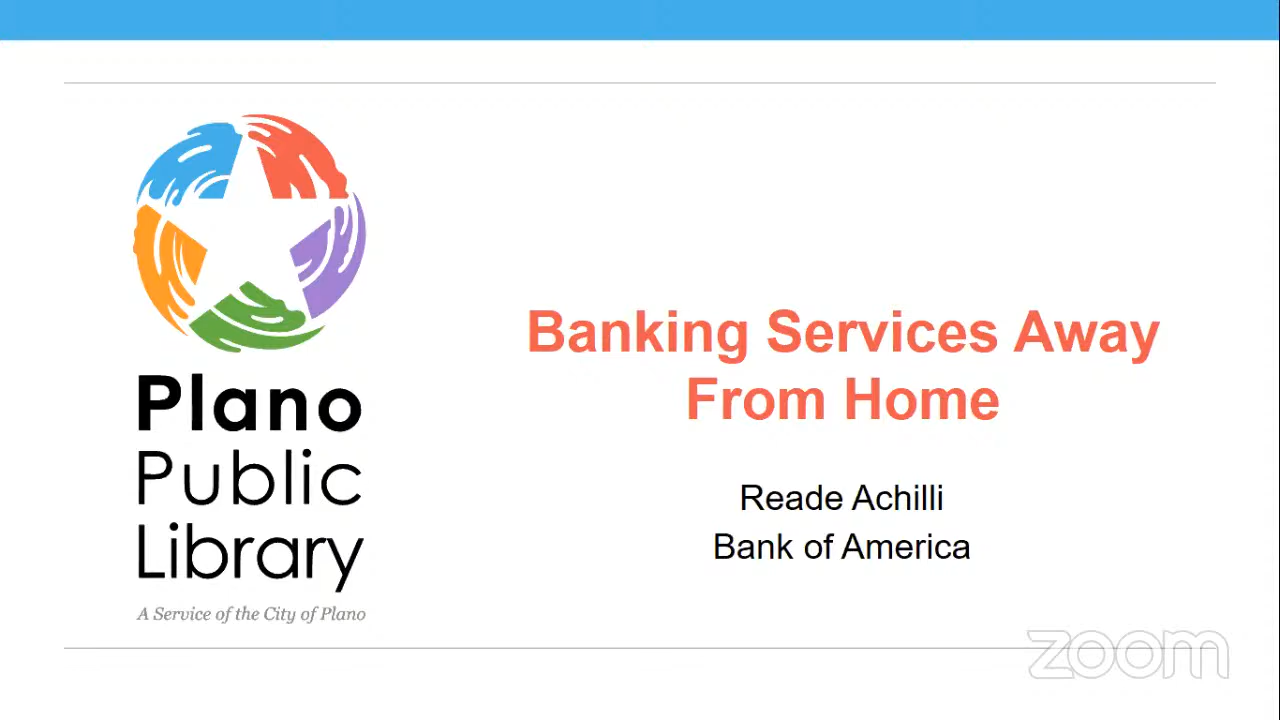 Plano
Public
Library
A Service of the City of Plano
Banking Services Away
From Home
Reade Achilli
Bank of America
zoom